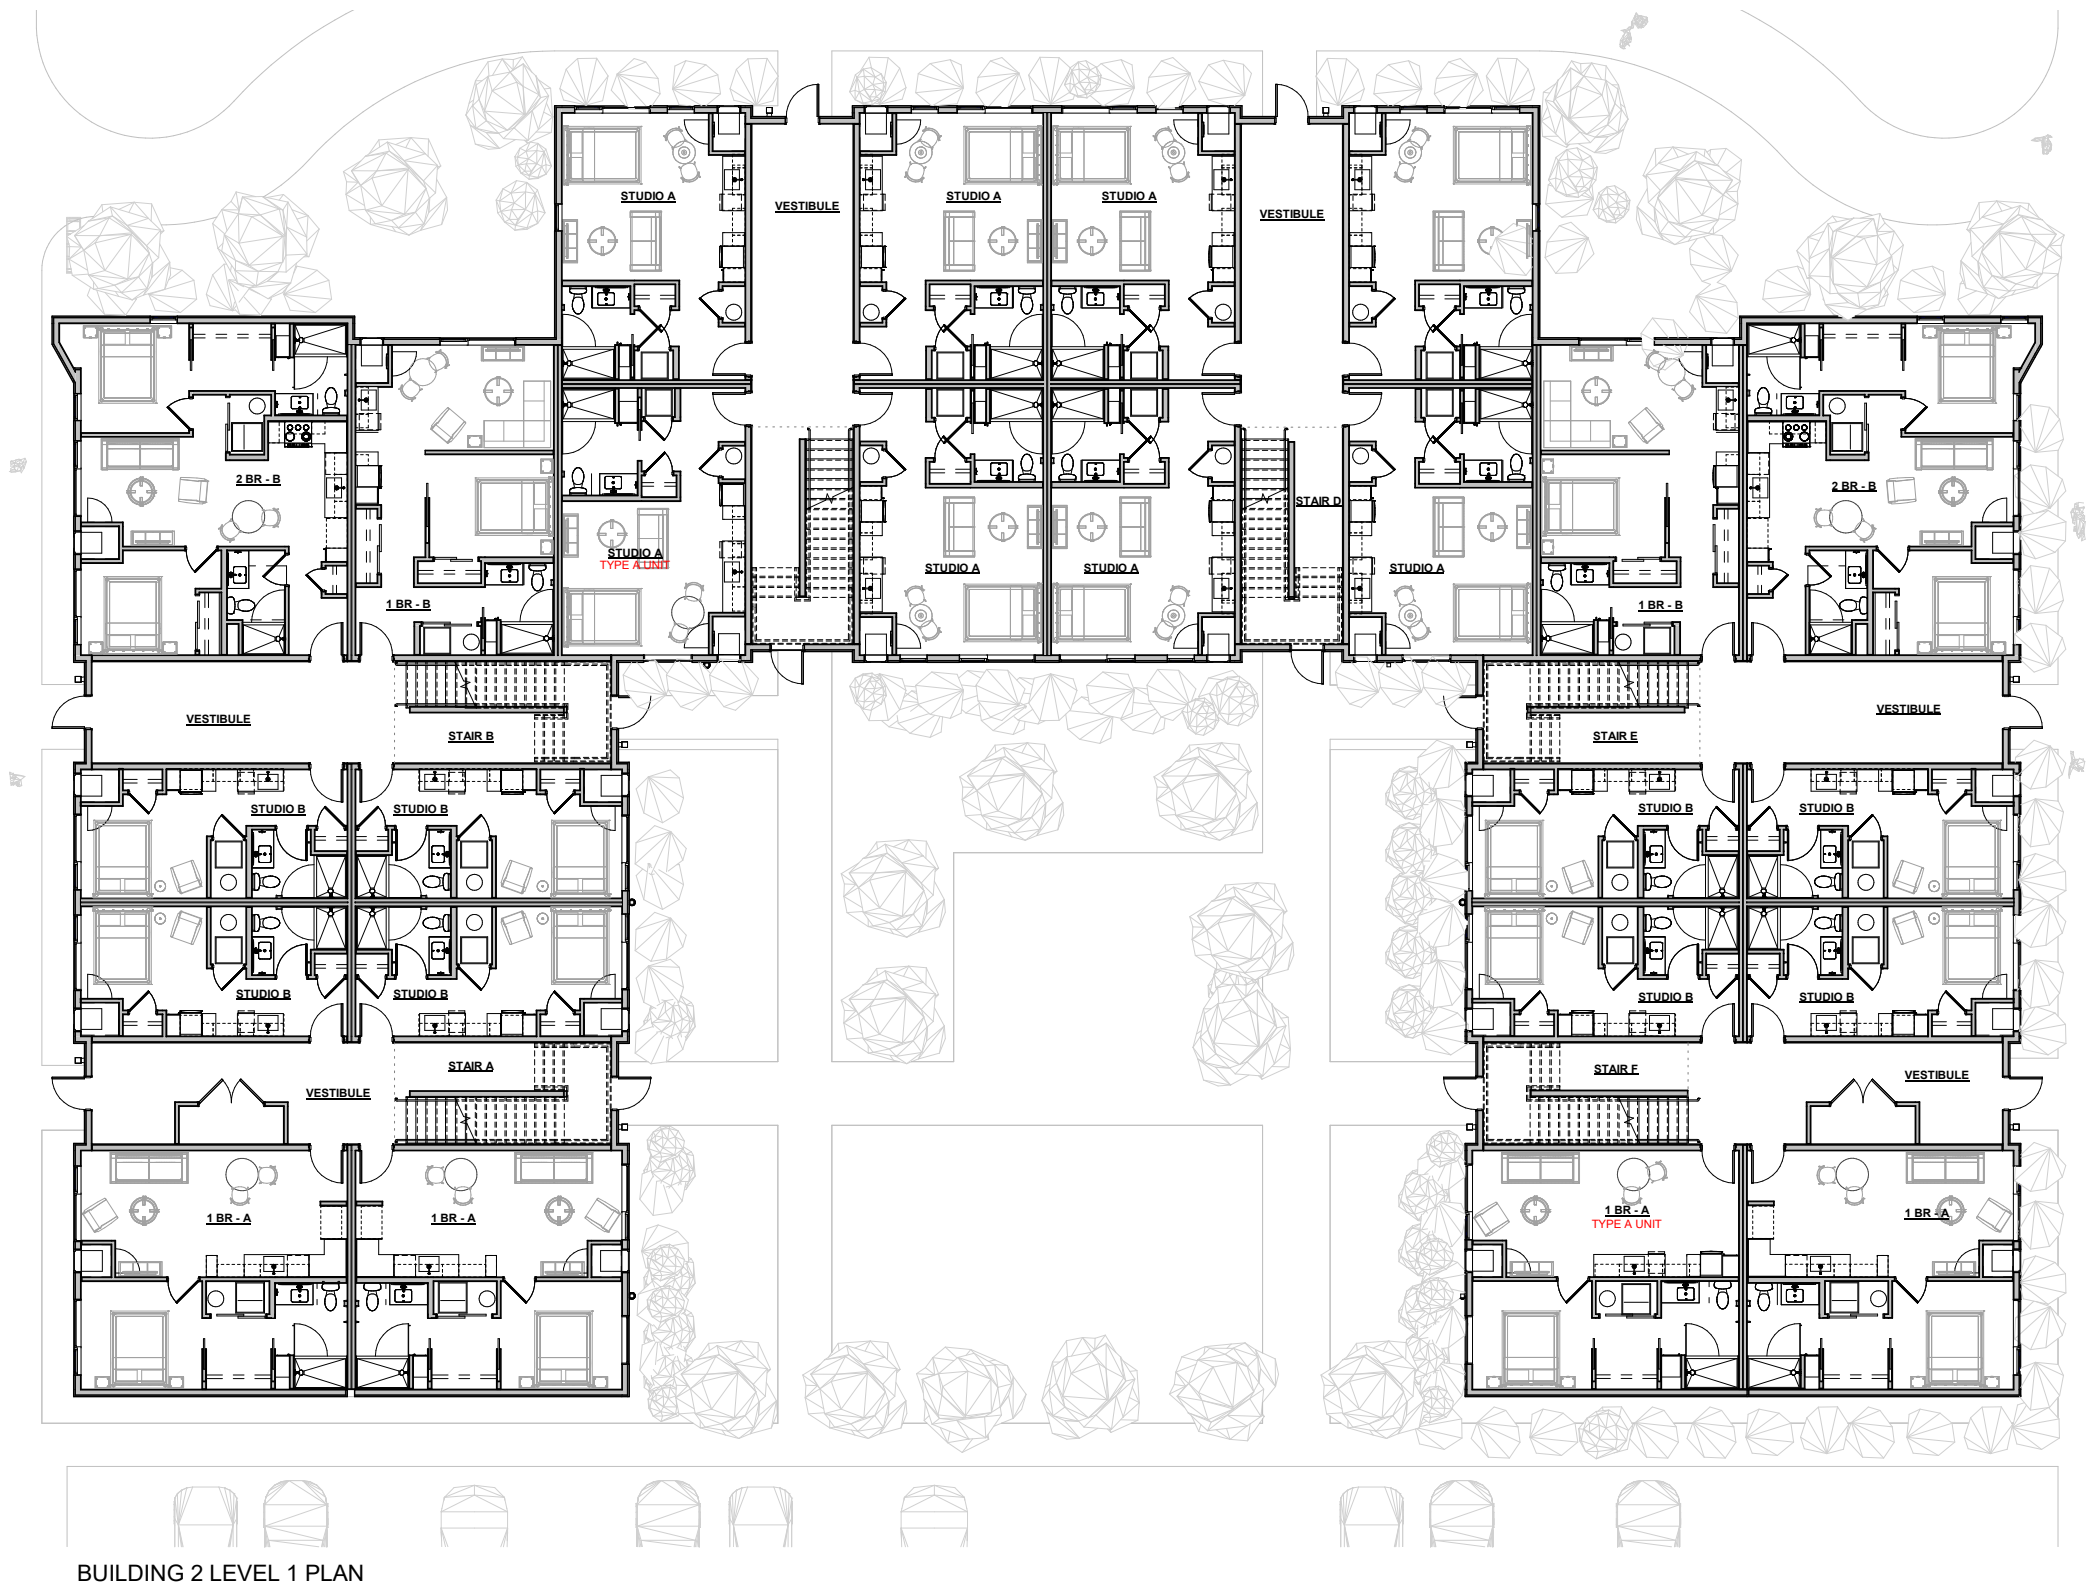 STUDIO A
VESTIBULE
STUDIO A
STUDIO A
VESTIBULE
2 BR - B
1 BR - B
STUDIO A
TYPE A UNIT
STUDIO A
STUDIO A
STAIR D
STUDIO A
2 BR - B
1 BR - B
VESTIBULE
STAIR B
STAIR E
VESTIBULE
STUDIO B
STUDIO B
STUDIO B
STUDIO B
STUDIO B
STUDIO B
STUDIO B
STUDIO B
STAIR A
VESTIBULE
STAIR F
VESTIBULE
1 BR - A
1 BR - A
1 BR - A
TYPE A UNIT
1 BR - A
BUILDING 2 LEVEL 1 PLAN